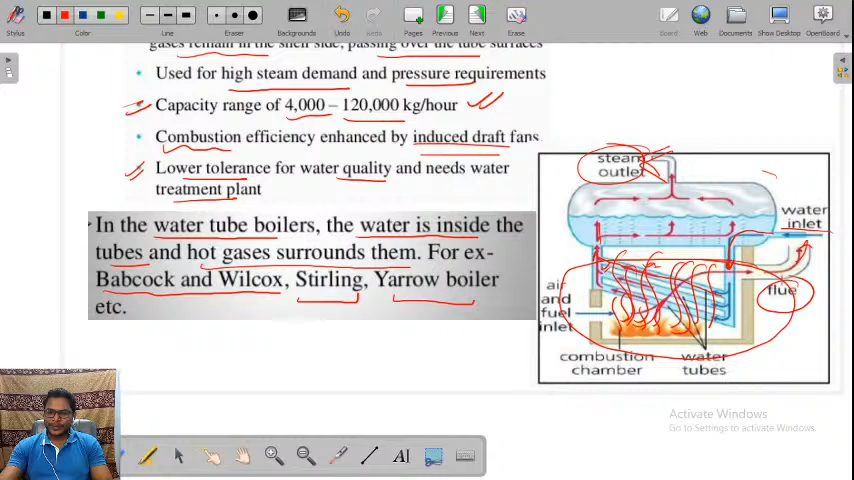 Stylus
Color
Line
Eraser
Backgrounds
Undo
Redo
Pages
Previous
Next
Erase
Board
Web
Documents
Show Desktop
OpenBoard
gases remain in the shell side, passing over the tube surfaces
• Used for high steam demand and pressure requirements
• Capacity range of 4,000 – 120,000 kg/hour
• Combustion efficiency enhanced by induced draft fans.
• Lower tolerance for water quality and needs water
treatment plant
In the water tube boilers, the water is inside the
tubes and hot gases surrounds them. For ex-
Babcock and Wilcox, Stirling, Yarrow boiler
etc.
steam
outlet
water
inlet
air
and
fuel
inlet
flue
combustion
chamber
water
tubes
Activate Windows
Go to Settings to activate Windows.